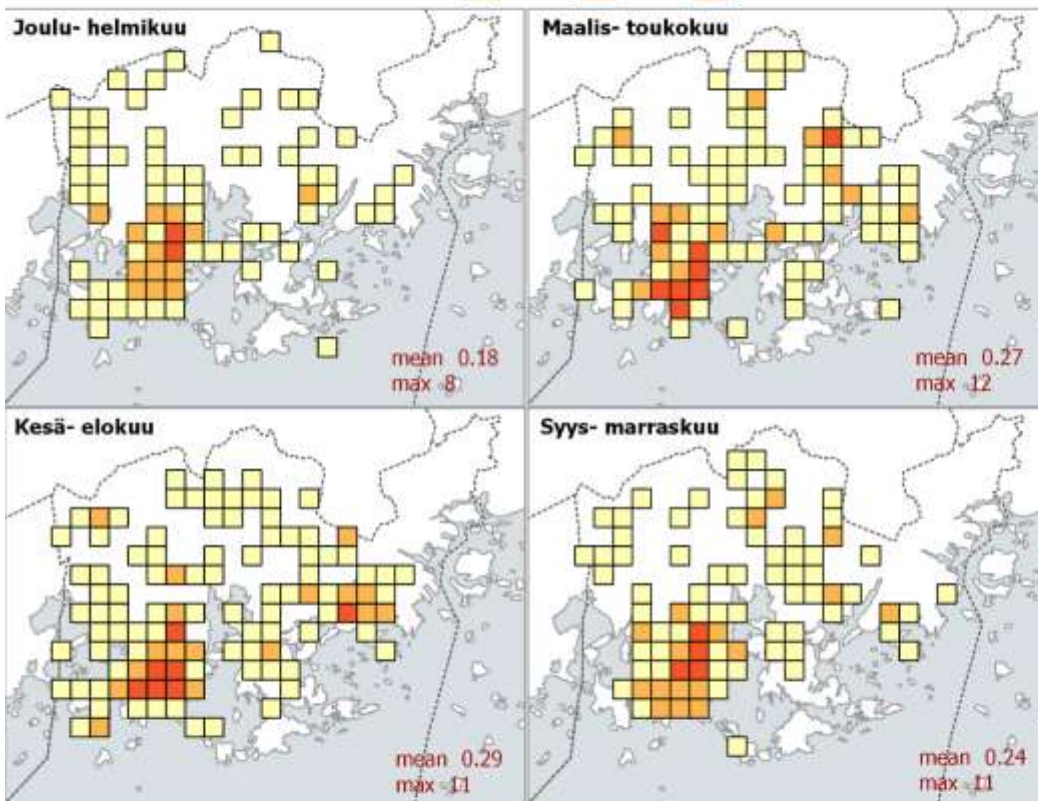 Joulu- helmikuu
mean 0.18
max 8
Maalis- toukokuu
mean 0.27
max 12
Kesä- elokuu
mean 0.29
max 11
Syys- marraskuu
mean 0.24
max 11